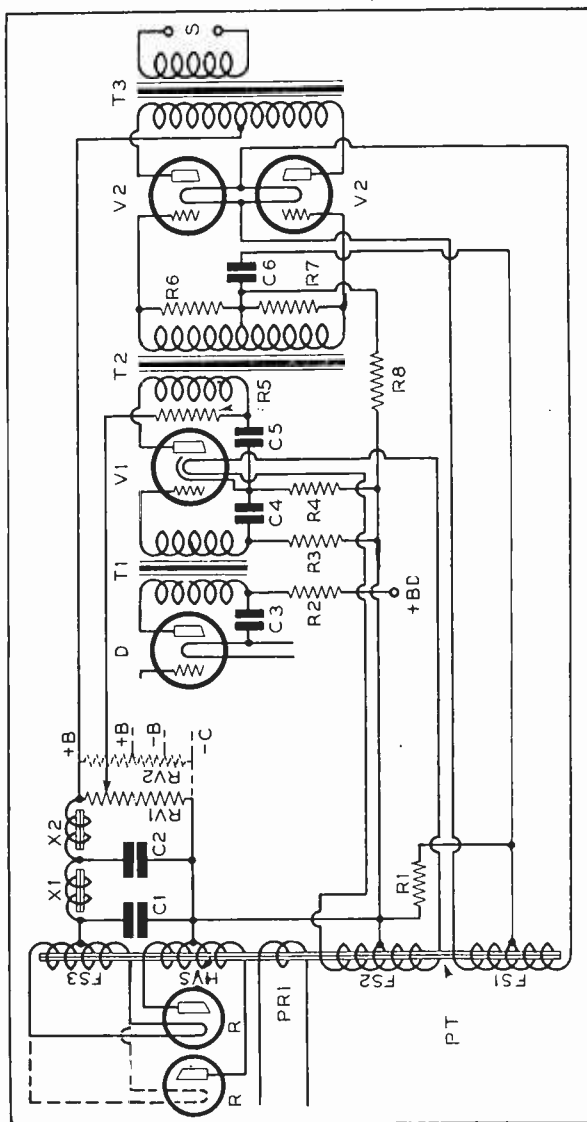 S
T3
V2
V2
R6
C6
R7
T2
R8
R5
C5
V1
C4
R4
R3
T1
C3
R2
+BD
D
+B
+B
-B
-C
RV2
RV1
X2
X1
C2
C1
R1
FS3
HVS
PRI
FS2
FS1
PT
R
R